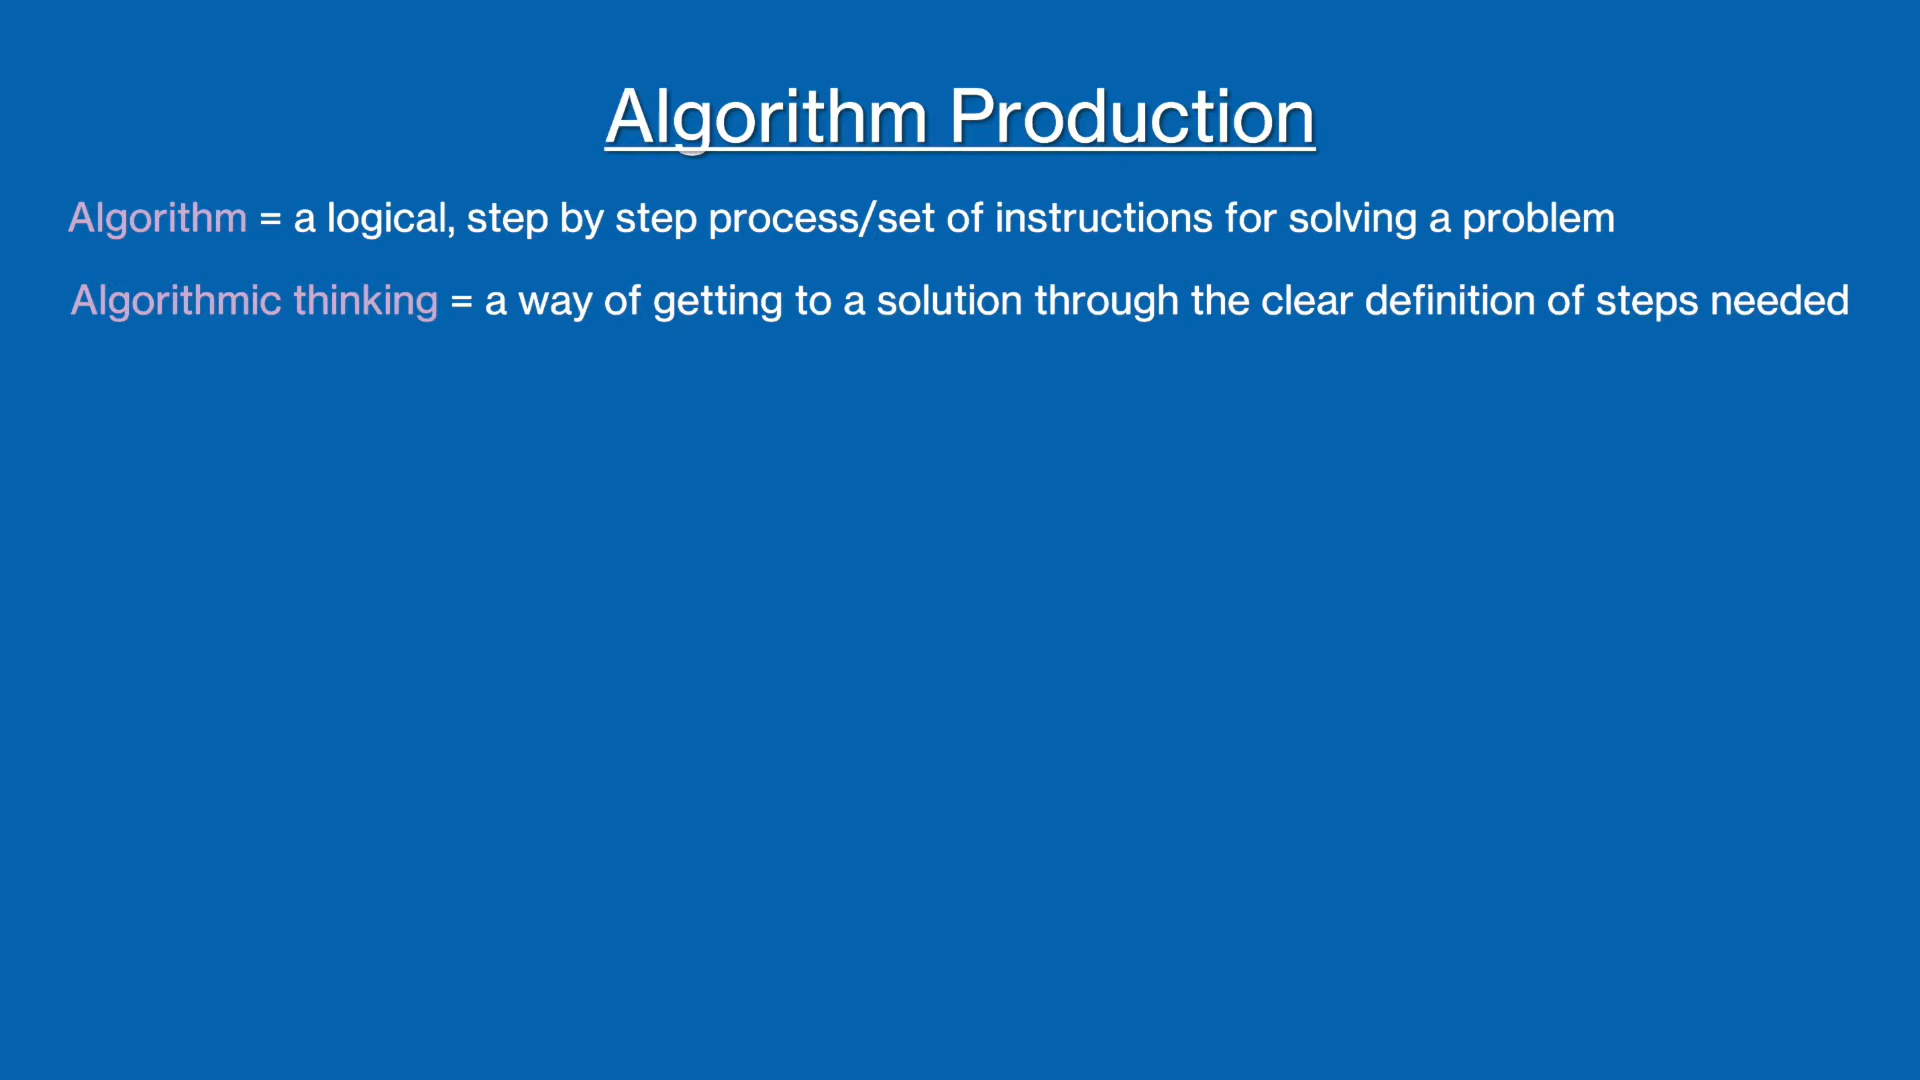 Algorithm Production
Algorithm = a logical, step by step process/set of instructions for solving a problem
Algorithmic thinking = a way of getting to a solution through the clear definition of steps needed